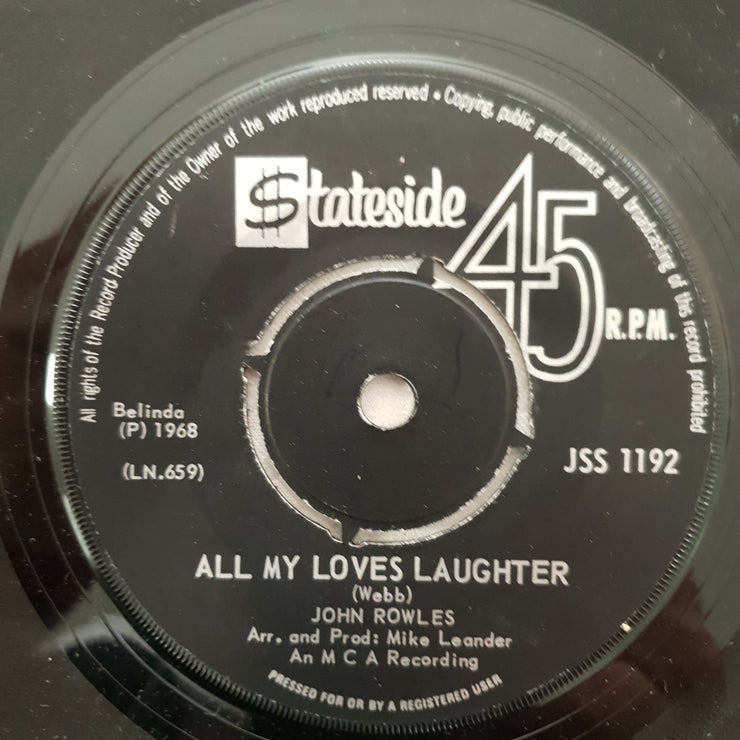 All rights of the Record Producer and of the Owner of the work reproduced reserved • Copying, public performance and broadcasting of this record prohibited
$tateside
45
R.P.M.
Belinda
(P) 1968
(LN.659)
JSS 1192
ALL MY LOVES LAUGHTER
(Webb)
JOHN ROWLES
Arr. and Prod: Mike Leander
An M C A Recording
PRESSED FOR OR BY A REGISTERED USER